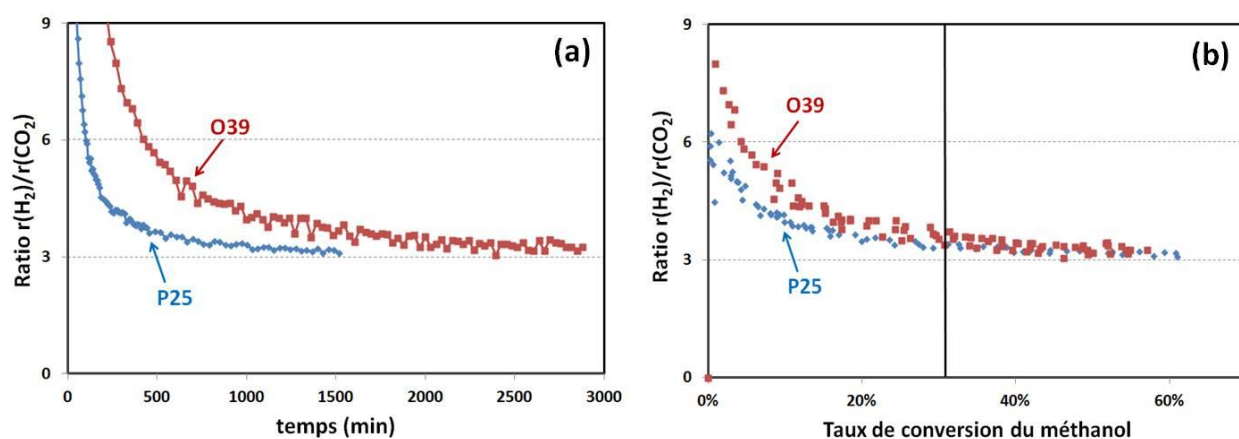 9
6
3
0
Ratio r(H₂)/r(CO₂)
(a)
O39
P25
0
500
1000
1500
2000
2500
3000
temps (min)
9
6
3
0
Ratio r(H₂)/r(CO₂)
(b)
O39
P25
0%
20%
40%
60%
Taux de conversion du méthanol